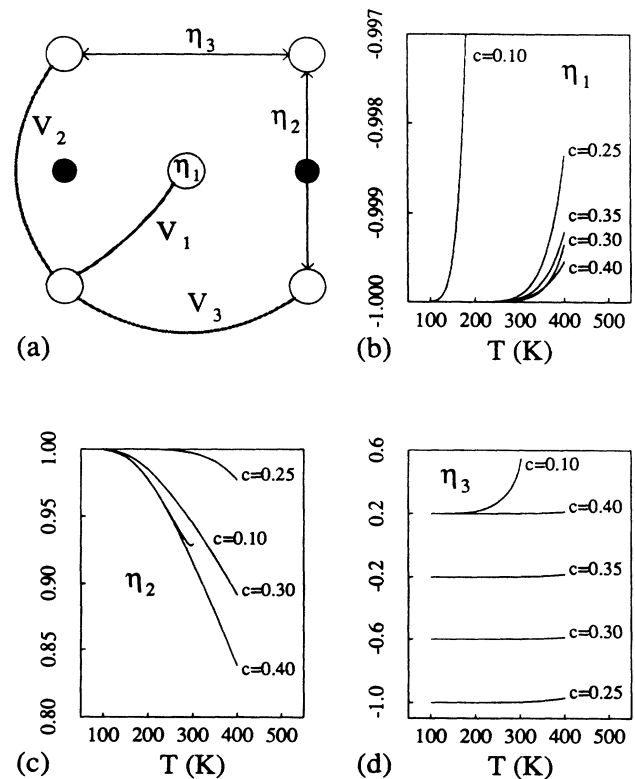 η3
η2
V2
η1
V1
V3
(a)
-0.997
-0.998
-0.999
-1.000
c=0.10
η1
c=0.25
c=0.35
c=0.30
c=0.40
100 200 300 400 500
T (K)
(b)
1.00
0.95
0.90
0.85
0.80
c=0.25
c=0.10
c=0.30
c=0.40
η2
100 200 300 400 500
T (K)
(c)
0.6
0.2
-0.2
-0.6
-1.0
η3
c=0.10
c=0.40
c=0.35
c=0.30
c=0.25
100 200 300 400 500
T (K)
(d)